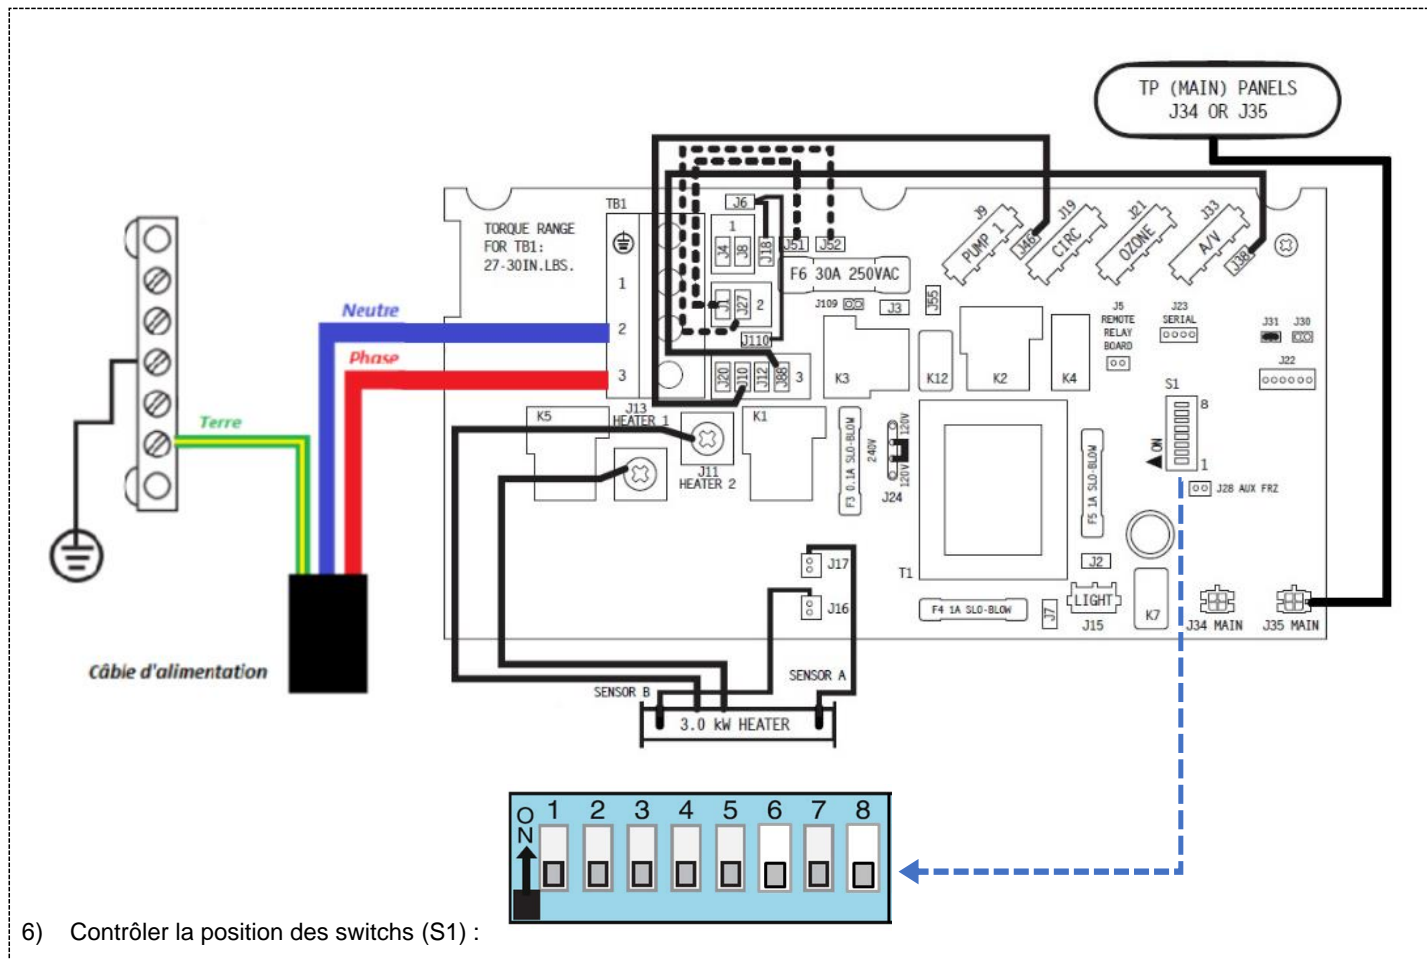 TP (MAIN) PANELS
J34 OR J35
TB1
TORQUE RANGE
FOR TB1:
27-30IN.LBS.
1
2
3
J6
1
J4
J8
J18
J51
J52
F6 30A 250VAC
J1
J27
2
J110
J20
J10
J12
J88
3
J109
J3
J55
J9
PUMP 1
J46
J19
CIRC
J21
OZONE
J33
A/V
J38
J5
REMOTE
RELAY
BOARD
J23
SERIAL
J31
J30
J22
Neutre
Phase
Terre
Câble d'alimentation
K5
J13
HEATER 1
J11
HEATER 2
K1
K3
K12
K2
K4
F3 0.1A SLO-BLOW
240V
120V
120V
J24
S1
8
ON
1
J28 AUX FRZ
F5 1A SLO-BLOW
T1
J17
J16
J2
LIGHT
J15
J7
F4 1A SLO-BLOW
K7
J34 MAIN
J35 MAIN
SENSOR B
SENSOR A
3.0 kW HEATER
ON
1 2 3 4 5 6 7 8
6) Contrôler la position des switchs (S1) :